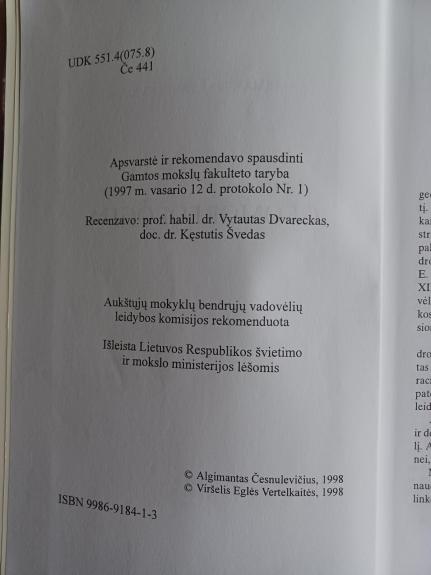 UDK 551.4(075.8)
Če 441
Apsvarstė ir rekomendavo spausdinti
Gamtos mokslų fakulteto taryba
(1997 m. vasario 12 d. protokolo Nr. 1)
Recenzavo: prof. habil. dr. Vytautas Dvareckas,
doc. dr. Kęstutis Švedas
Aukštųjų mokyklų bendrųjų vadovėlių
leidybos komisijos rekomenduota
Išleista Lietuvos Respublikos švietimo
ir mokslo ministerijos lėšomis
© Algimantas Česnulevičius, 1998
© Viršelis Eglės Vertelkaitės, 1998
ISBN 9986-9184-1-3